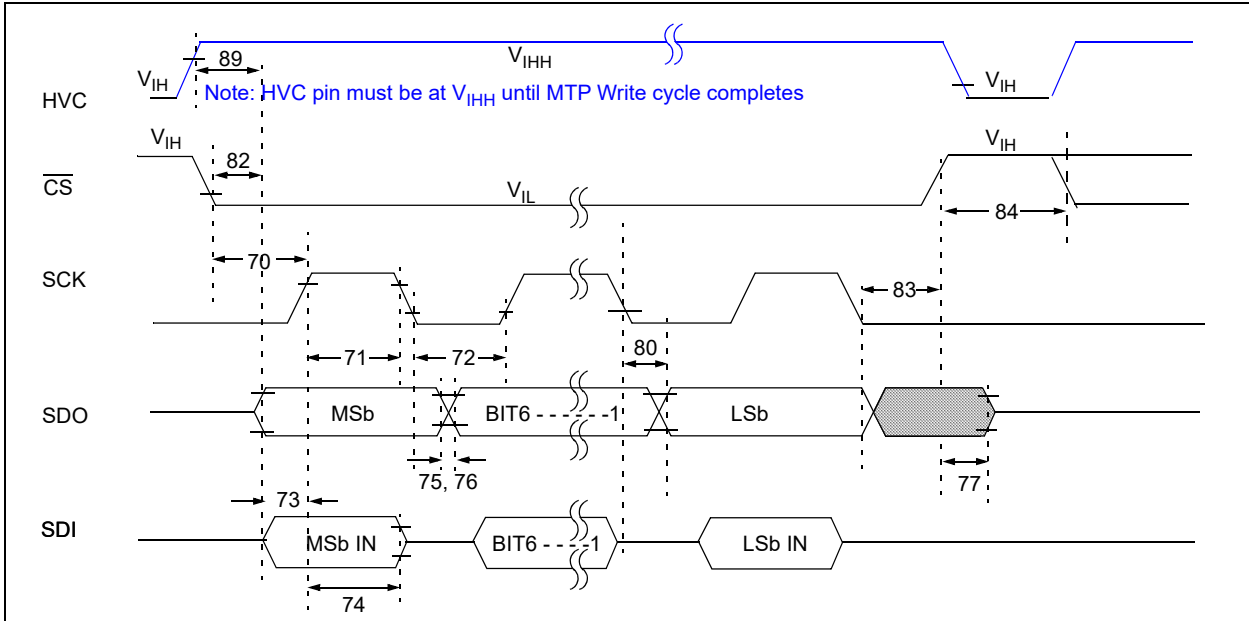 89
V_IHH
V_IH
HVC
Note: HVC pin must be at V_IHH until MTP Write cycle completes
V_IH
V_IH
82
V_IH
CS
V_IL
84
70
SCK
83
71
72
80
SDO
MSb
BIT6 - - - - - -1
LSb
75, 76
77
73
SDI
MSb IN
BIT6 - - - - 1
LSb IN
74